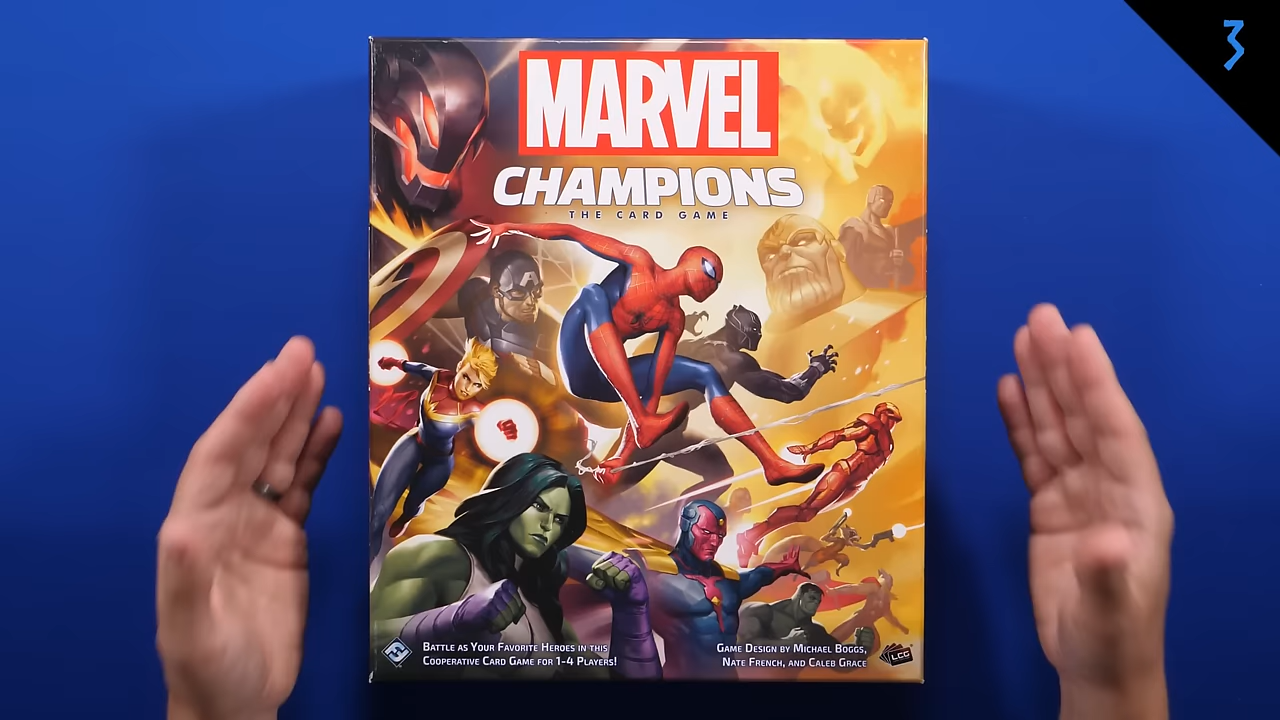 3
MARVEL
CHAMPIONS
THE CARD GAME
BATTLE AS YOUR FAVORITE HEROES IN THIS
COOPERATIVE CARD GAME FOR 1-4 PLAYERS!
GAME DESIGN BY MICHAEL BOGGS,
NATE FRENCH, AND CALEB GRACE
LCG